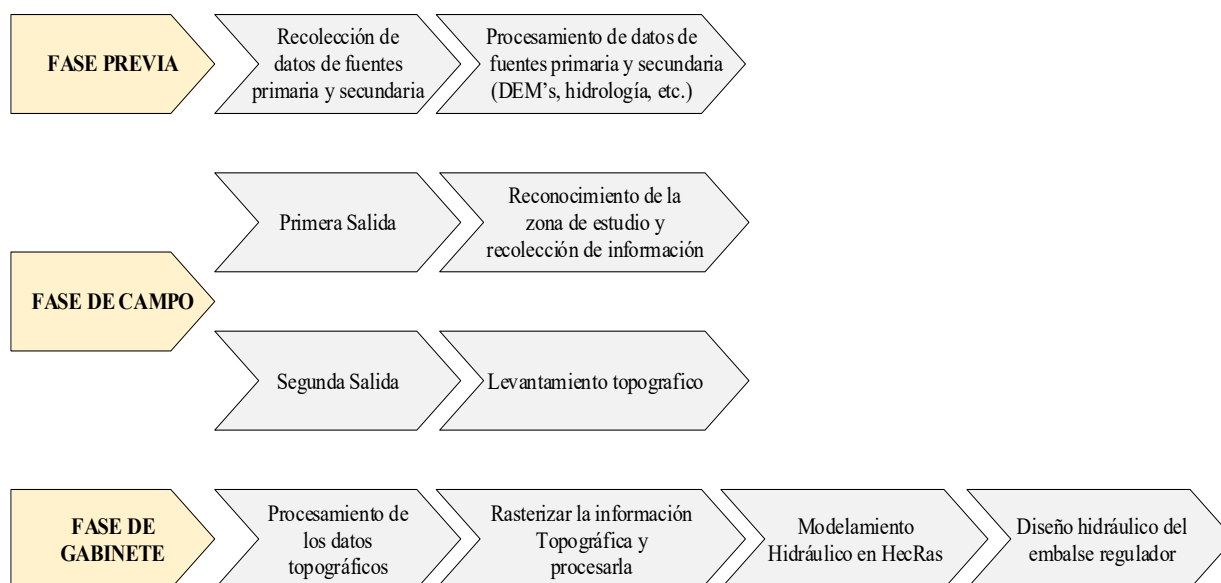 FASE PREVIA
Recolección de
datos de fuentes
primaria y secundaria
Procesamiento de datos de
fuentes primaria y secundaria
(DEM’s, hidrología, etc.)
FASE DE CAMPO
Primera Salida
Reconocimiento de la
zona de estudio y
recolección de información
Segunda Salida
Levantamiento topografico
FASE DE
GABINETE
Procesamiento de
los datos
topográficos
Rasterizar la información
Topográfica y
procesarla
Modelamiento
Hidráulico en HecRas
Diseño hidráulico del
embalse regulador